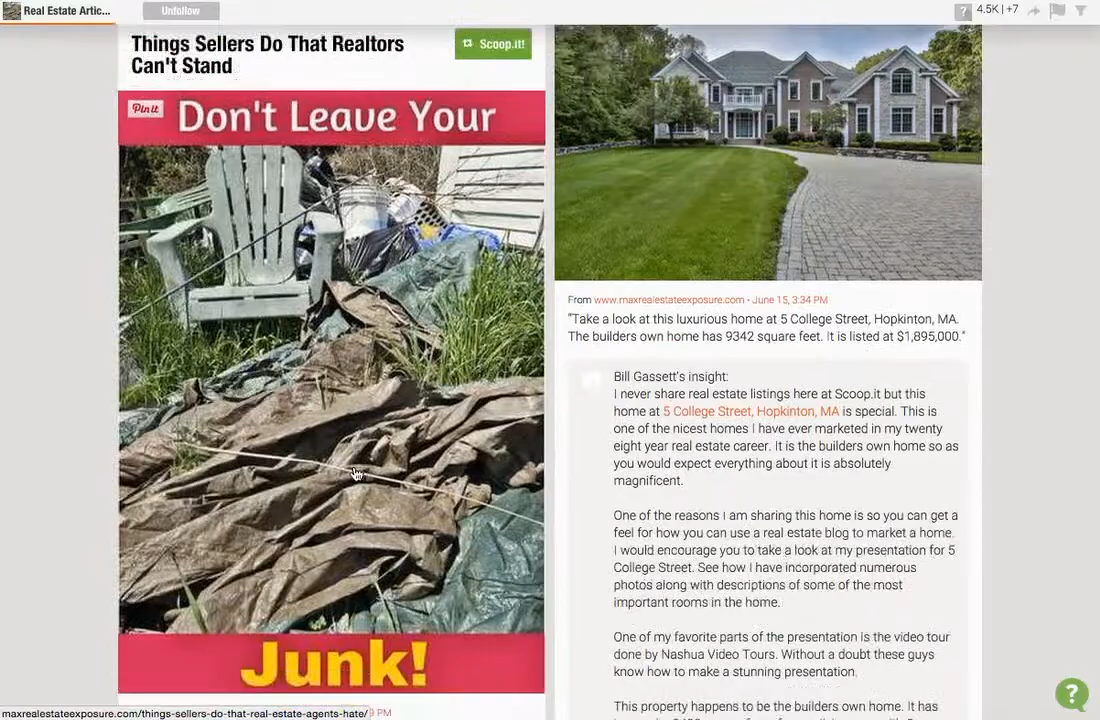 Real Estate Artic...
Unfollow
?
4.5K | +7
Things Sellers Do That Realtors
Can't Stand
Scoop.it!
Pin it
Don't Leave Your
Junk!
maxrealestateexposure.com/things-sellers-do-that-real-estate-agents-hate/
PM
From www.maxrealestateexposure.com - June 15, 3:34 PM
"Take a look at this luxurious home at 5 College Street, Hopkinton, MA.
The builders own home has 9342 square feet. It is listed at $1,895,000."
Bill Gassett's insight:
I never share real estate listings here at Scoop.it but this
home at 5 College Street, Hopkinton, MA is special. This is
one of the nicest homes I have ever marketed in my twenty
eight year real estate career. It is the builders own home so as
you would expect everything about it is absolutely
magnificent.
One of the reasons I am sharing this home is so you can get a
feel for how you can use a real estate blog to market a home.
I would encourage you to take a look at my presentation for 5
College Street. See how I have incorporated numerous
photos along with descriptions of some of the most
important rooms in the home.
One of my favorite parts of the presentation is the video tour
done by Nashua Video Tours. Without a doubt these guys
know how to make a stunning presentation.
This property happens to be the builders own home. It has
?